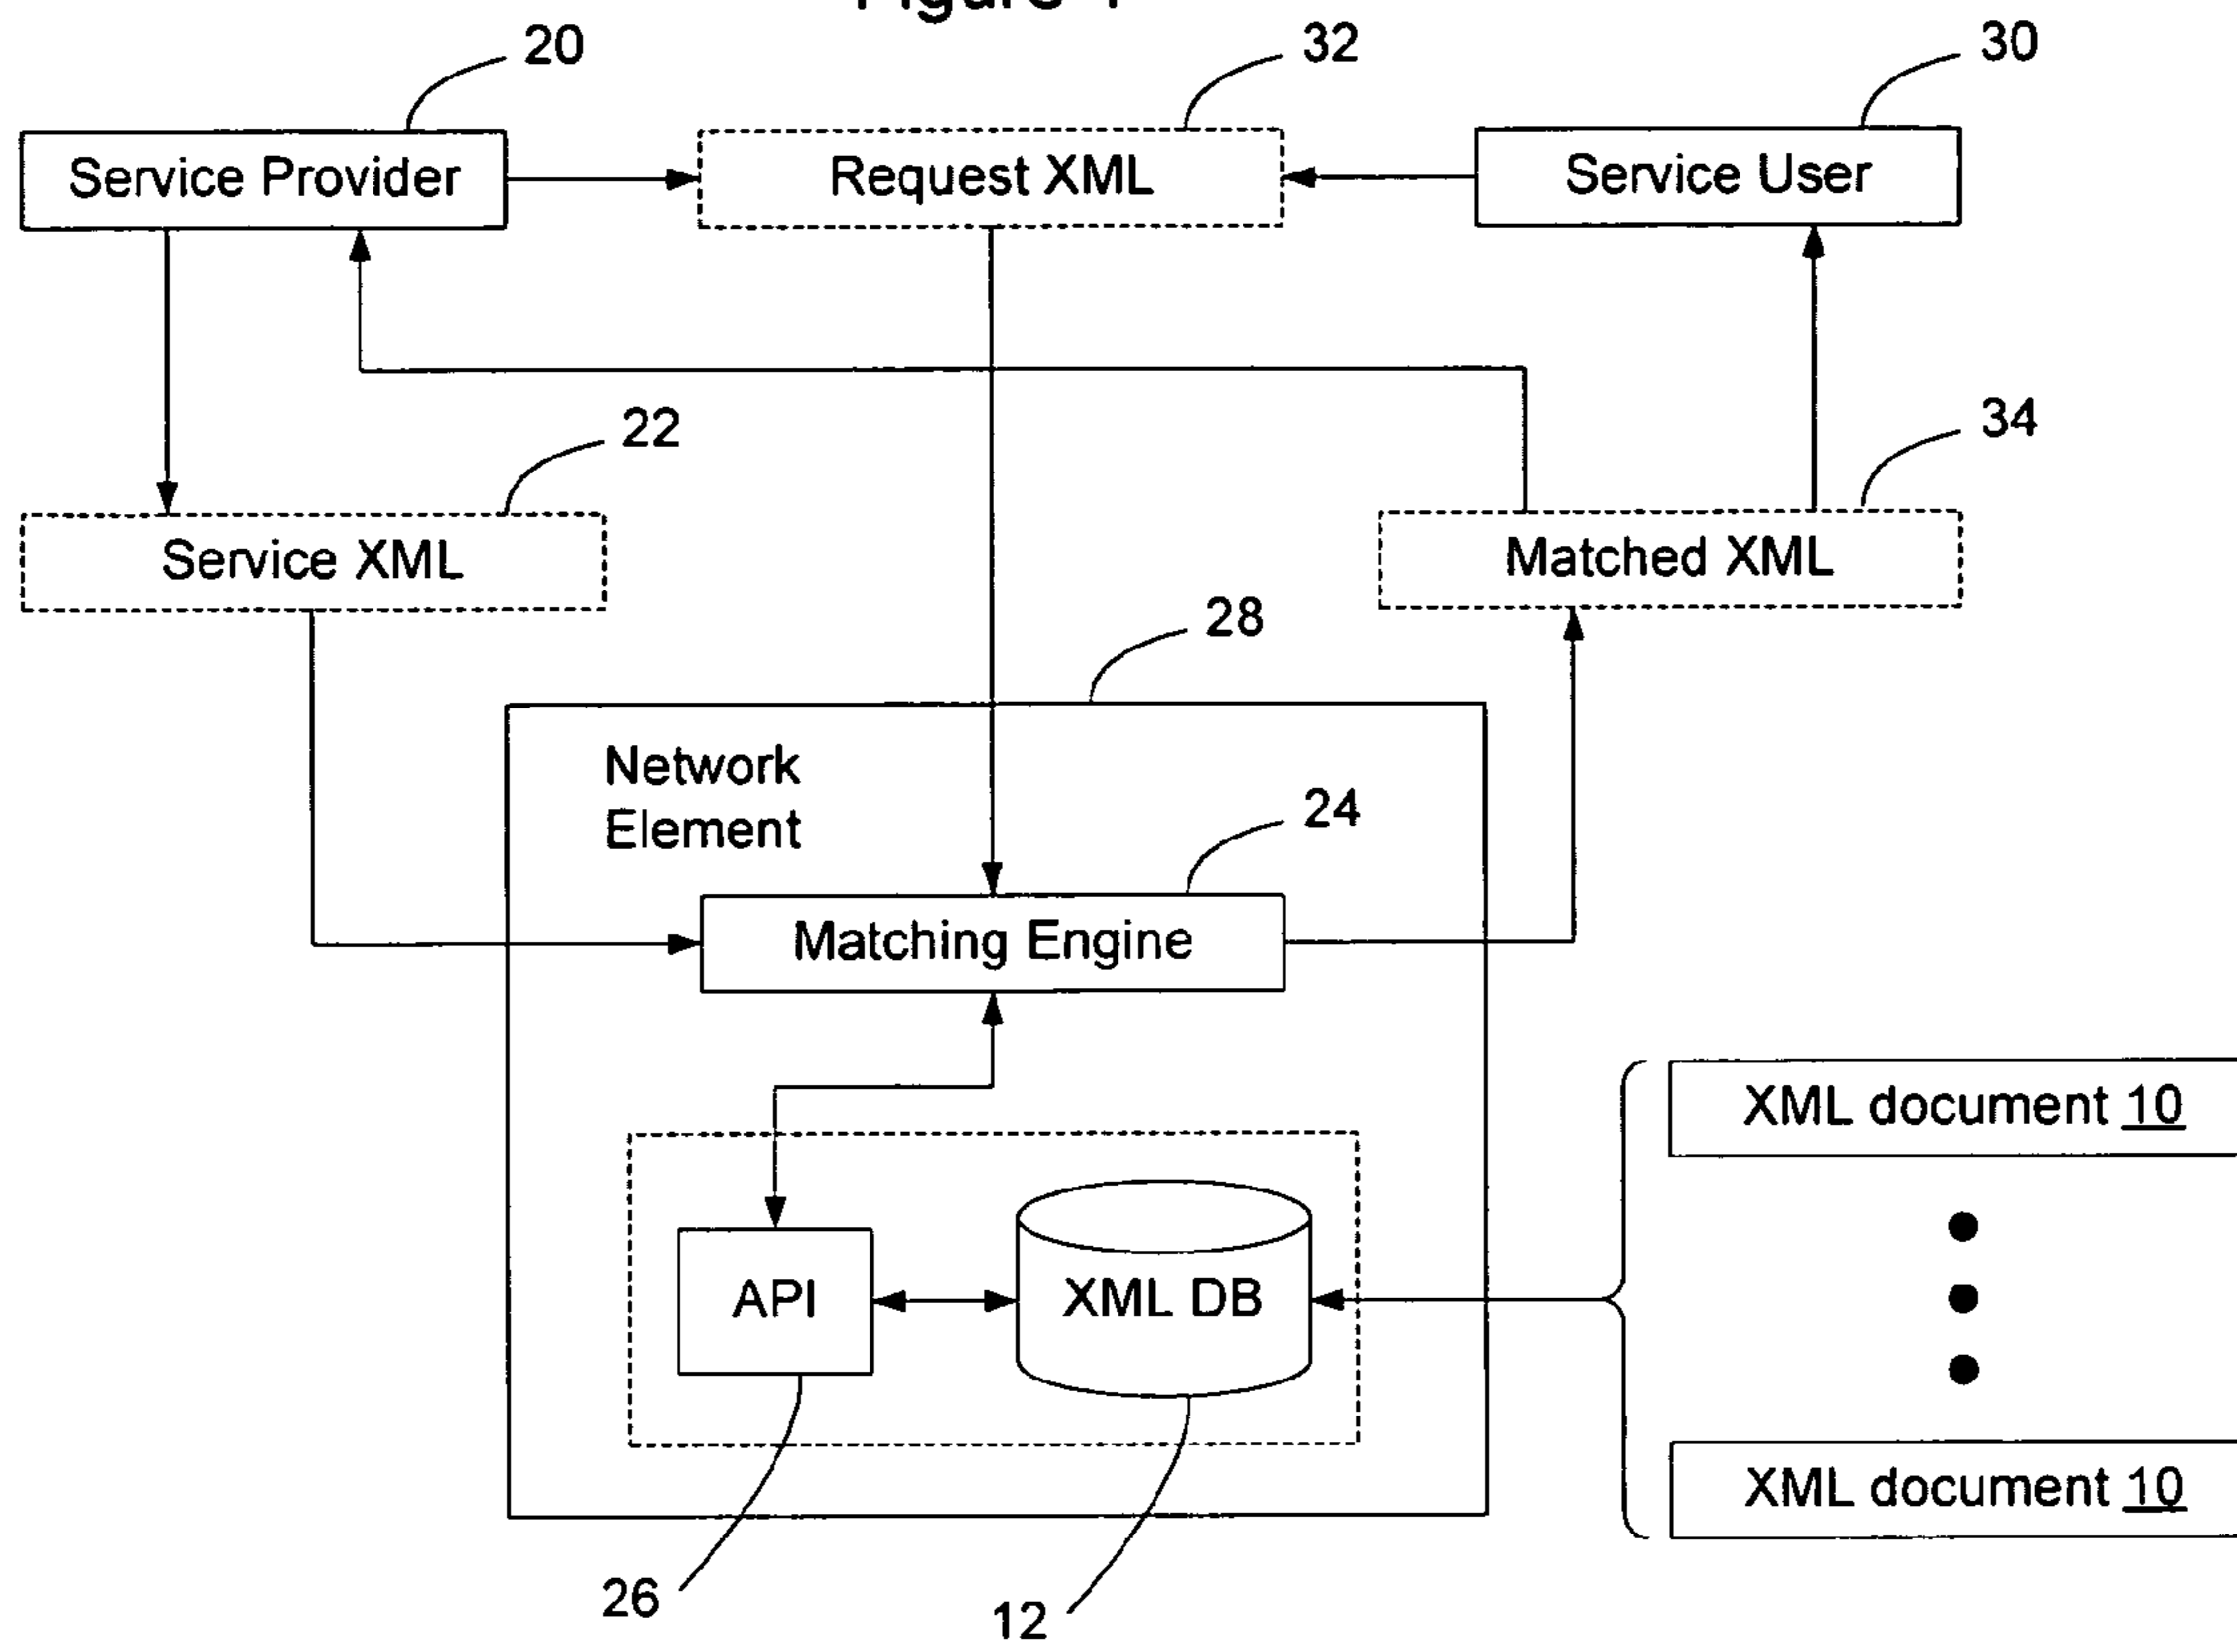 20
32
30
Service Provider
Request XML
Service User
22
34
Service XML
Matched XML
28
Network
Element
24
Matching Engine
XML document 10
API
XML DB
XML document 10
26
12